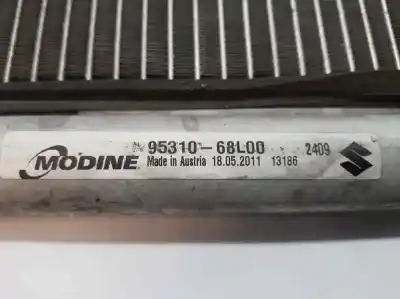 MODINE 95310-68L00 2409
Made in Austria 18.05.2011 13186